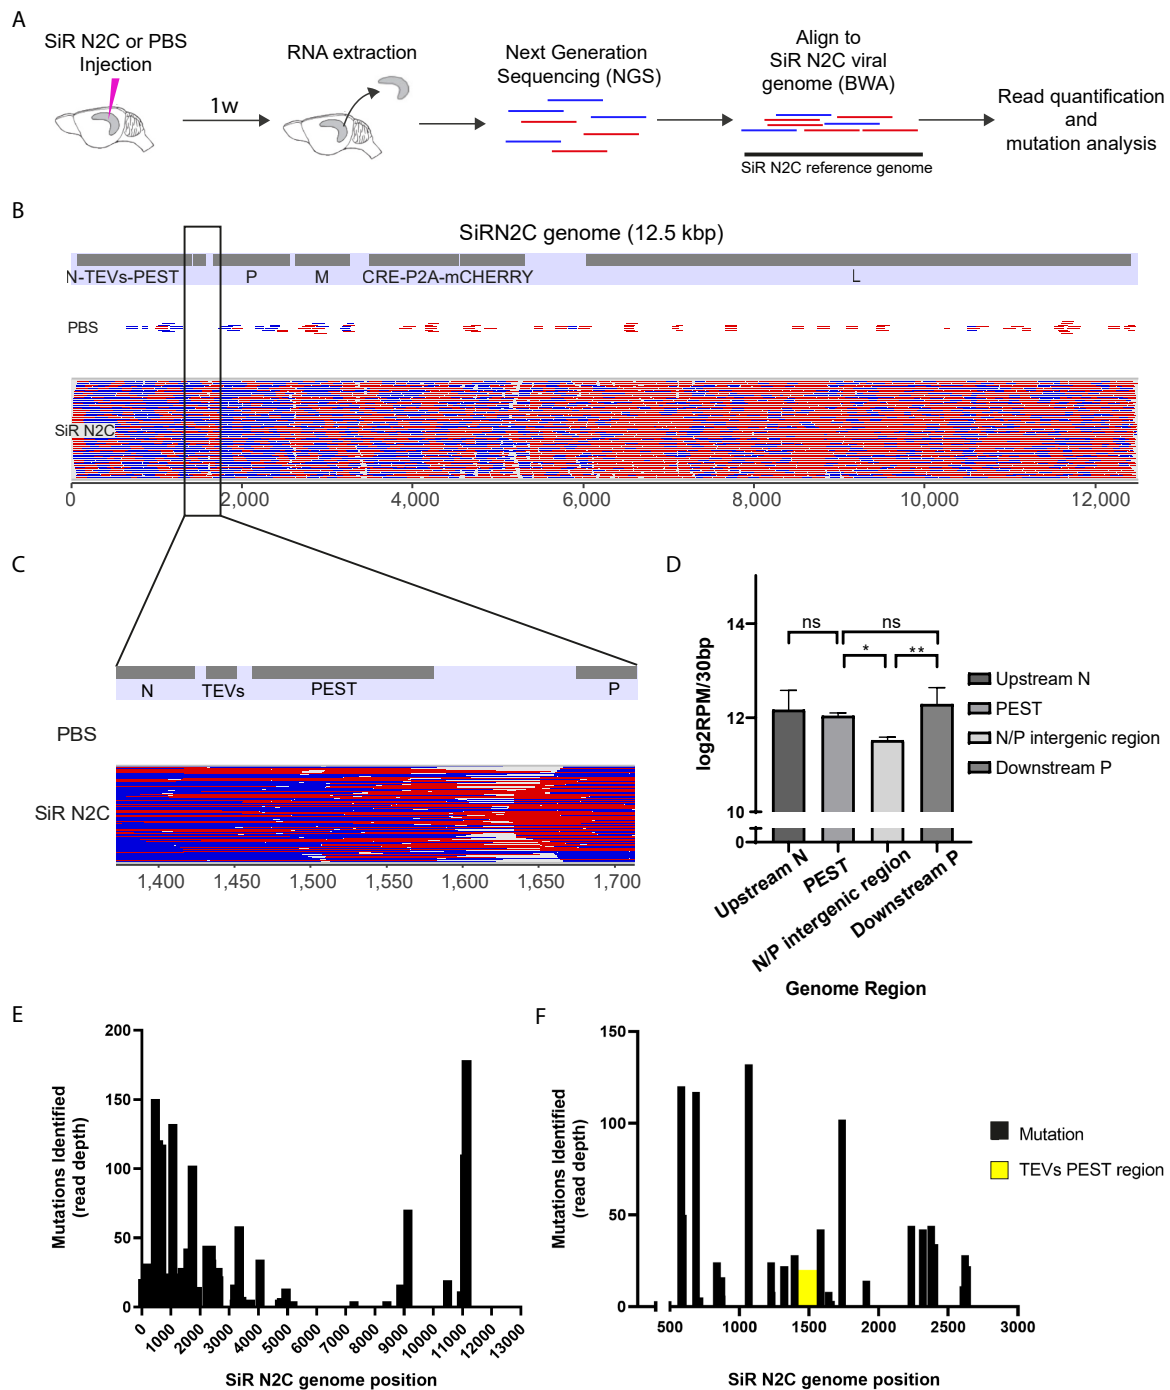 A
SiR N2C or PBS
Injection
1w
RNA extraction
Next Generation
Sequencing (NGS)
Align to
SiR N2C viral
genome (BWA)
SiR N2C reference genome
Read quantification
and
mutation analysis
B
SiRN2C genome (12.5 kbp)
N-TEVs-PEST P M CRE-P2A-mCHERRY L
PBS
SiR N2C
0 2,000 4,000 6,000 8,000 10,000 12,000
C
N TEVs PEST P
PBS
SiR N2C
1,400 1,450 1,500 1,550 1,600 1,650 1,700
D
log2RPM/30bp
14
12
10
0
ns ns
* **
Upstream N
PEST
N/P intergenic region
Downstream P
Upstream N
PEST
N/P intergenic region
Downstream P
Genome Region
E
Mutations Identified
(read depth)
200
150
100
50
0
0 1000 2000 3000 4000 5000 6000 7000 8000 9000 10000 11000 12000 13000
SiR N2C genome position
F
Mutations Identified
(read depth)
150
100
50
0
500 1000 1500 2000 2500 3000
SiR N2C genome position
Mutation
TEVs PEST region